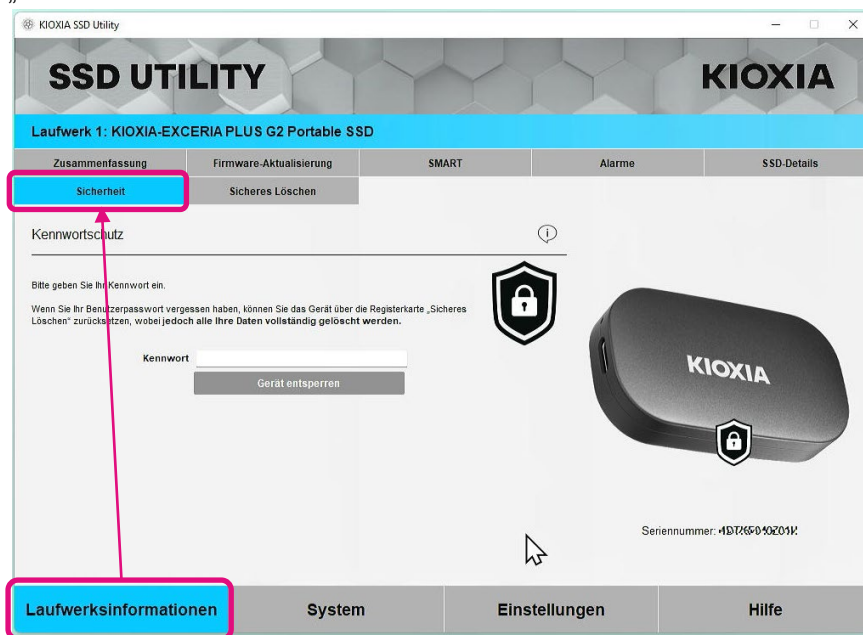 „
KIOXIA SSD Utility
SSD UTILITY
KIOXIA
Laufwerk 1: KIOXIA-EXCERIA PLUS G2 Portable SSD
Zusammenfassung Firmware-Aktualisierung SMART Alarme SSD-Details
Sicherheit Sicheres Löschen
Kennwortschutz
Bitte geben Sie Ihr Kennwort ein.
Wenn Sie Ihr Benutzerpasswort vergessen haben, können Sie das Gerät über die Registerkarte „Sicheres
Löschen“ zurücksetzen, wobei jedoch alle Ihre Daten vollständig gelöscht werden.
Kennwort
Gerät entsperren
KIOXIA
Seriennummer:
Laufwerksinformationen System Einstellungen Hilfe